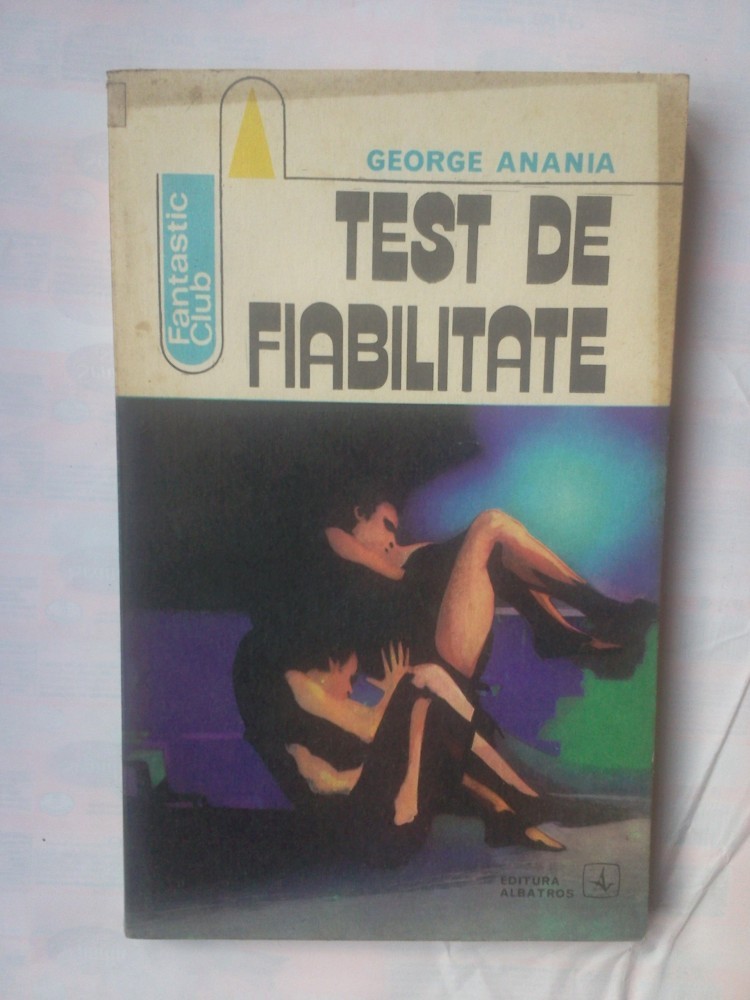 GEORGE ANANIA
TEST DE
FIABILITATE
Fantastic
Club
EDITURA
ALBATROS